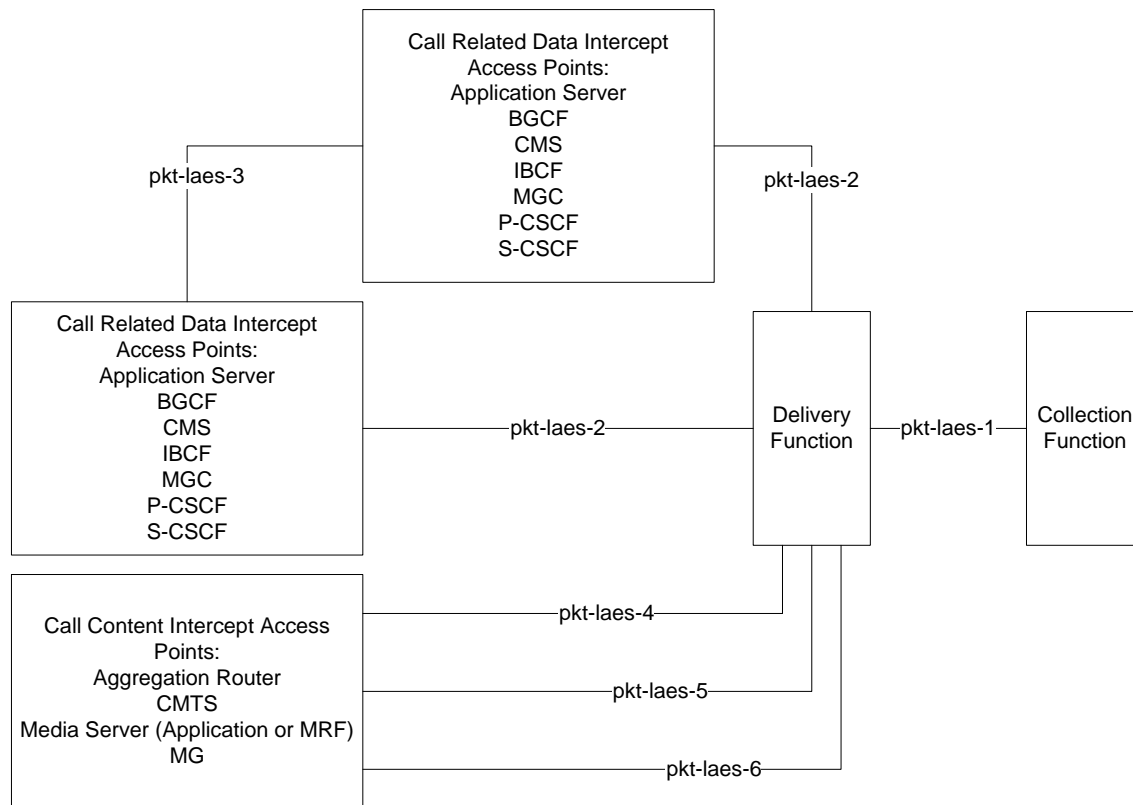 Call Related Data Intercept
Access Points:
Application Server
BGCF
CMS
IBCF
MGC
P-CSCF
S-CSCF
pkt-laes-3
pkt-laes-2
Call Related Data Intercept
Access Points:
Application Server
BGCF
CMS
IBCF
MGC
P-CSCF
S-CSCF
pkt-laes-2
Delivery
Function
pkt-laes-1
Collection
Function
Call Content Intercept Access
Points:
Aggregation Router
CMTS
Media Server (Application or MRF)
MG
pkt-laes-4
pkt-laes-5
pkt-laes-6